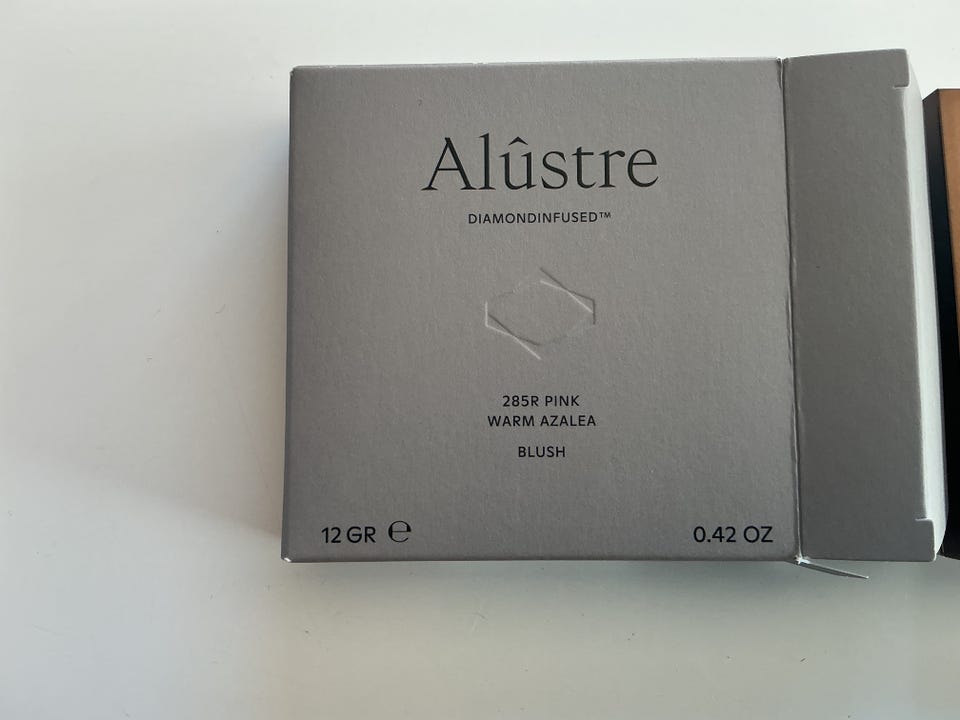 Alûstre
DIAMONDINFUSED™
285R PINK
WARM AZALEA
BLUSH
12 GR ℮
0.42 OZ